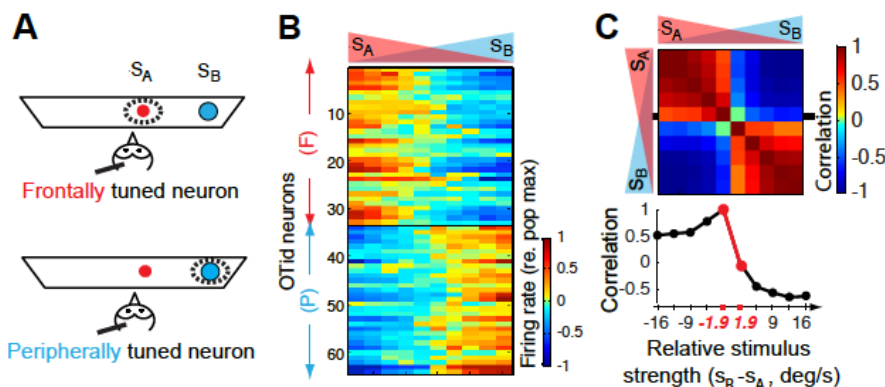 A
S_A
S_B
Frontally tuned neuron
Peripherally tuned neuron
B
S_A
S_B
10
20
30
40
50
60
(F)
(P)
OTid neurons
Firing rate (re. pop max)
1
0.5
0
-0.5
-1
C
S_A
S_B
S_A
S_B
1
0.5
0
-0.5
-1
Correlation
Correlation
1
0.5
0
-0.5
-16 -9 -1.9 1.9 9 16
Relative stimulus
strength (s_B-s_A, deg/s)